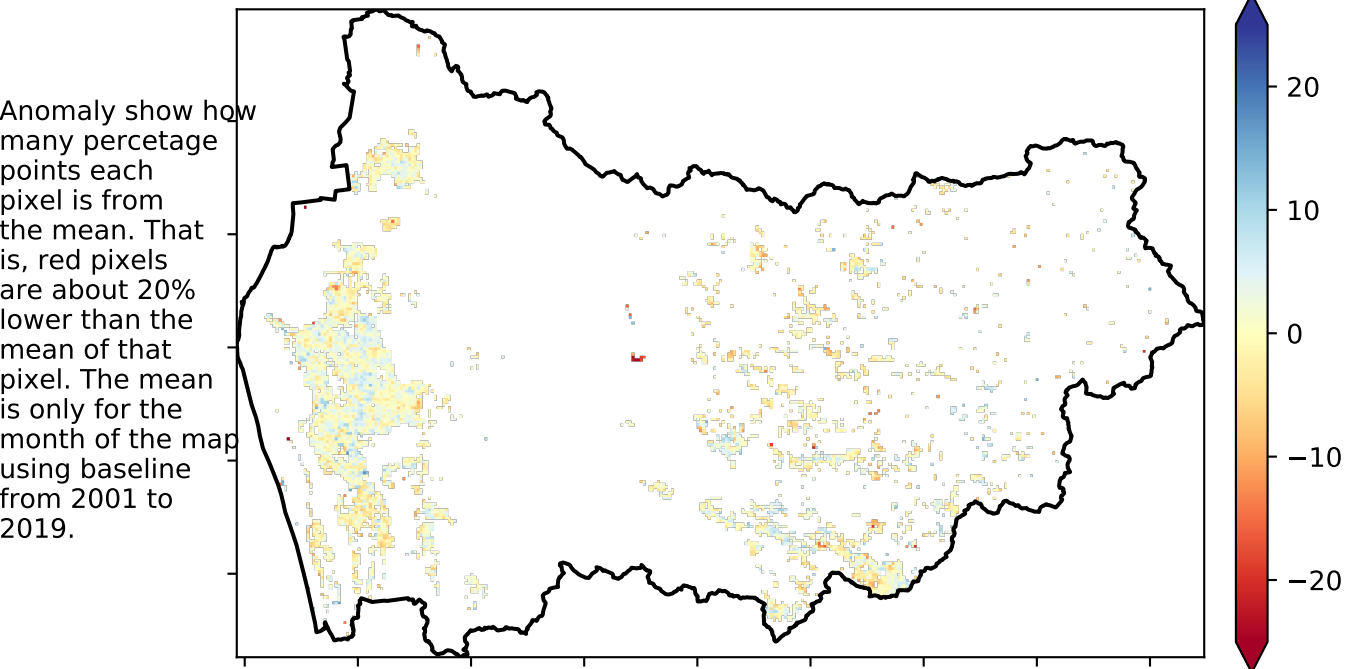 Anomaly show how
many percetage
points each
pixel is from
the mean. That
is, red pixels
are about 20%
lower than the
mean of that
pixel. The mean
is only for the
month of the map
using baseline
from 2001 to
2019.
20
10
0
−10
−20